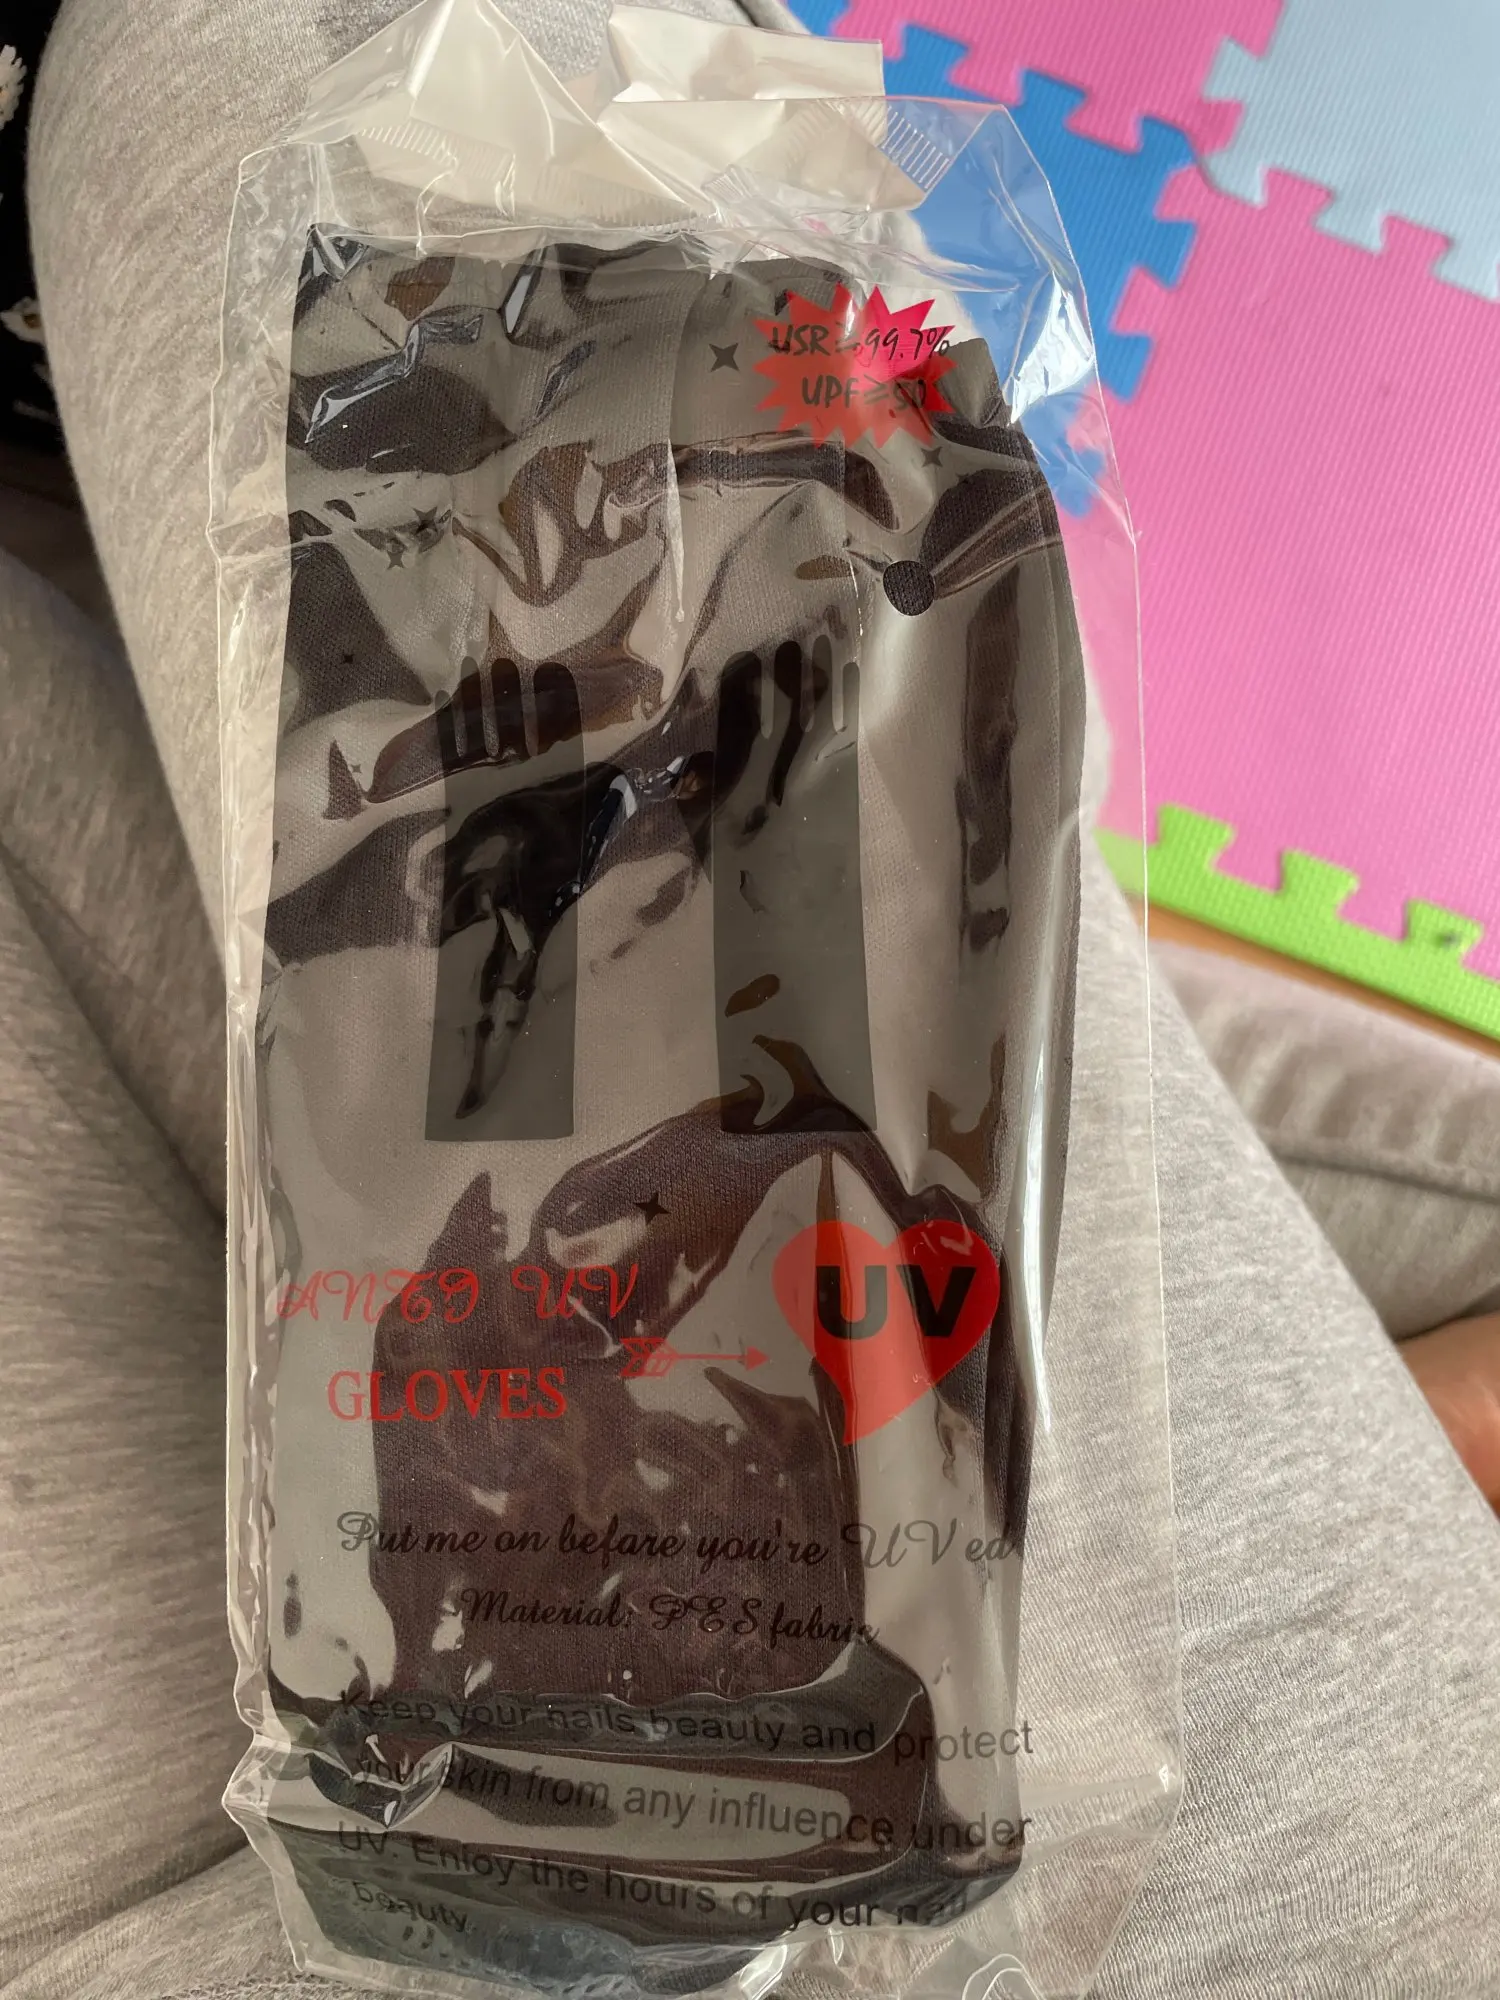 USR≥99.7%
UPF≥50
ANTI UV
GLOVES
UV
Put me on befare you're UV ed
Material: PES fabric
Keep your nails beauty and protect
your skin from any influence under
UV. Enjoy the hours of your nail
beauty.